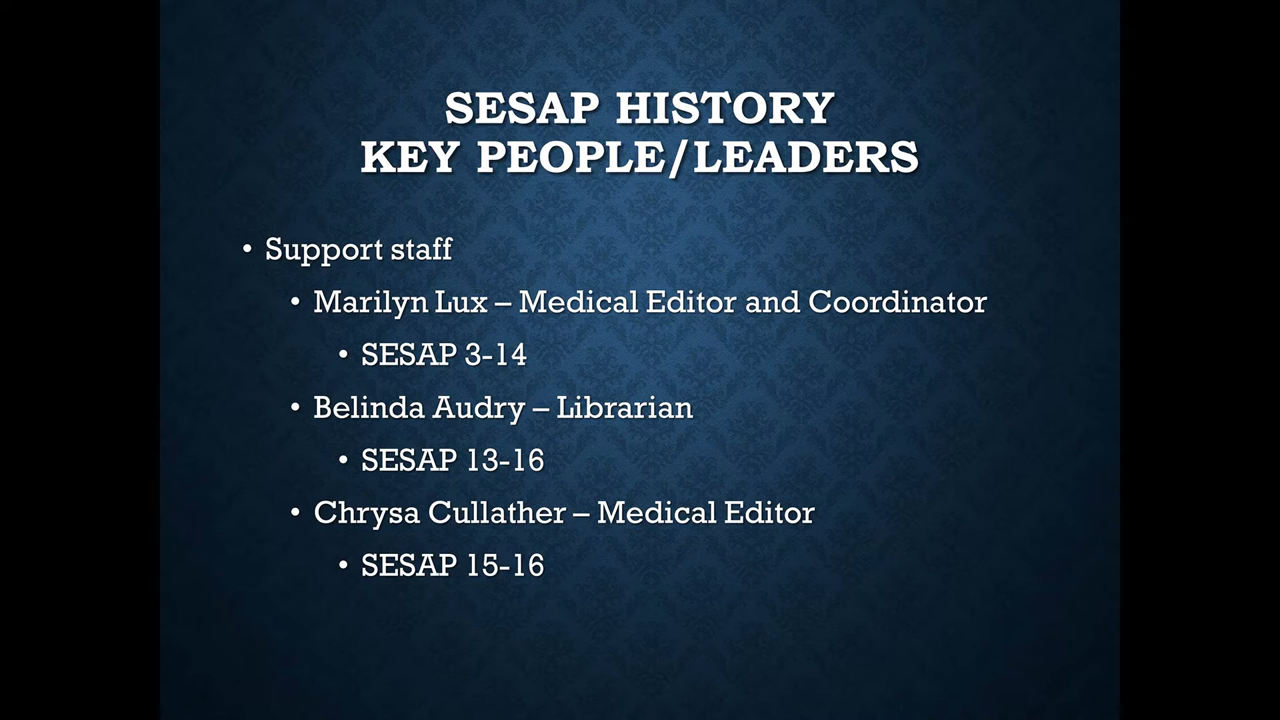 SESAP HISTORY
KEY PEOPLE/LEADERS
• Support staff
• Marilyn Lux – Medical Editor and Coordinator
• SESAP 3-14
• Belinda Audry – Librarian
• SESAP 13-16
• Chrysa Cullather – Medical Editor
• SESAP 15-16